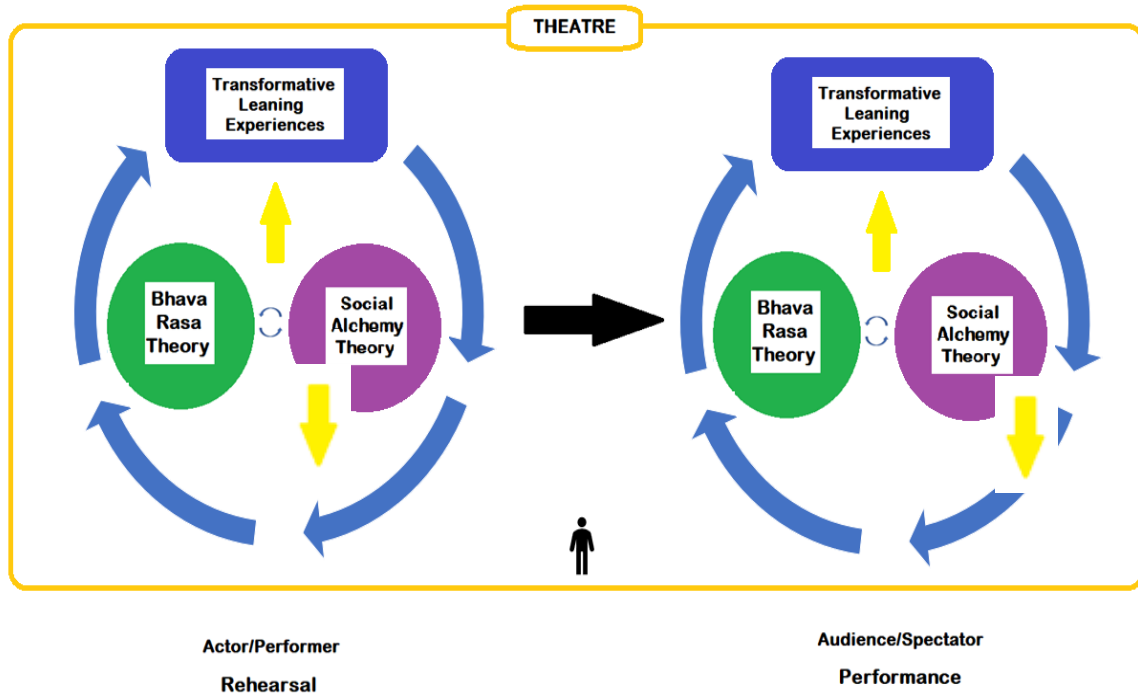 THEATRE
Transformative
Leaning
Experiences
Bhava
Rasa
Theory
Social
Alchemy
Theory
Transformative
Leaning
Experiences
Bhava
Rasa
Theory
Social
Alchemy
Theory
Actor/Performer
Rehearsal
Audience/Spectator
Performance